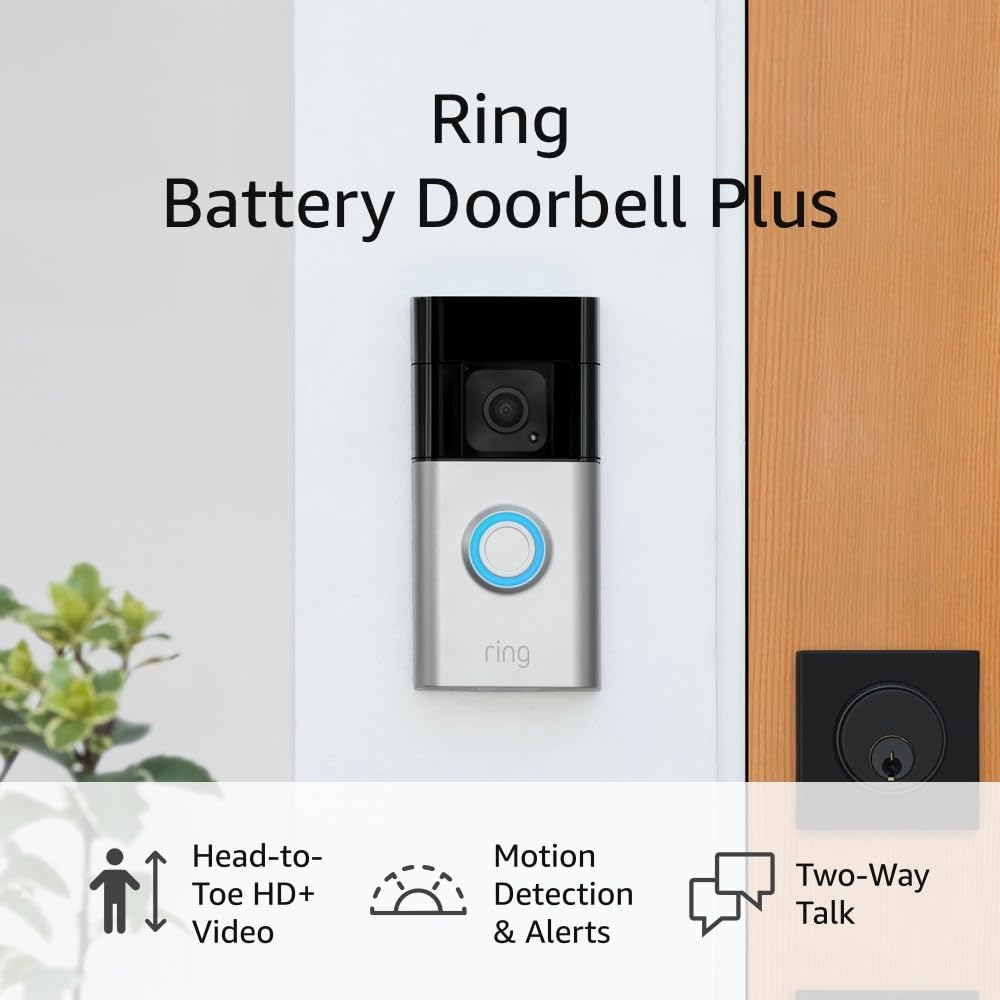 Ring
Battery Doorbell Plus
ring
Head-to-
Toe HD+
Video
Motion
Detection
& Alerts
Two-Way
Talk